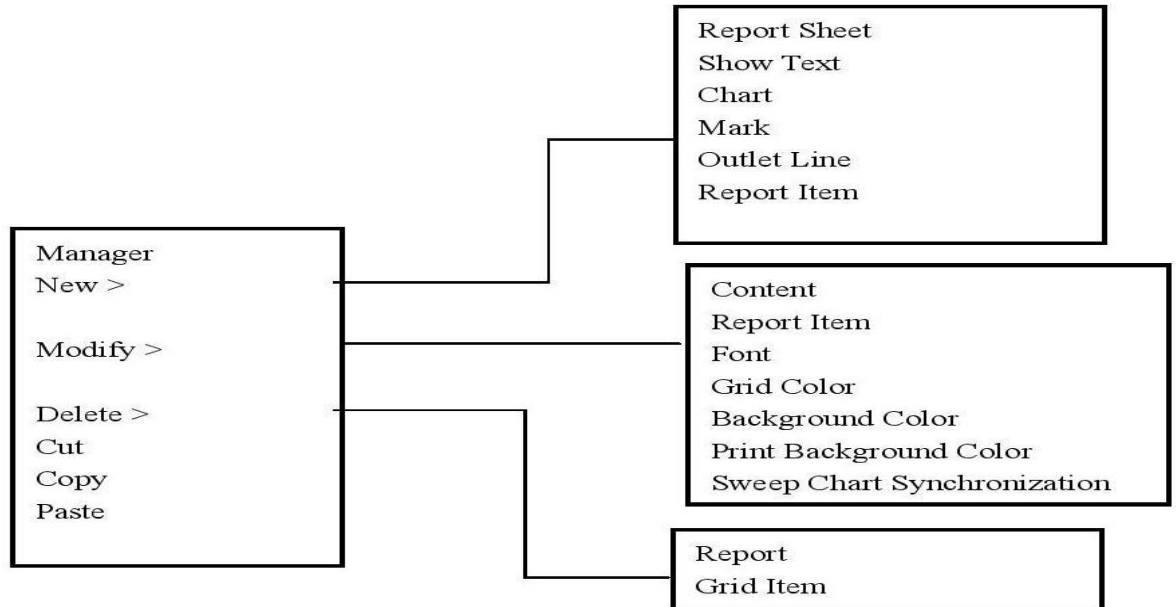 Report Sheet
Show Text
Chart
Mark
Outlet Line
Report Item
Manager
New >
Modify >
Delete >
Cut
Copy
Paste
Content
Report Item
Font
Grid Color
Background Color
Print Background Color
Sweep Chart Synchronization
Report
Grid Item